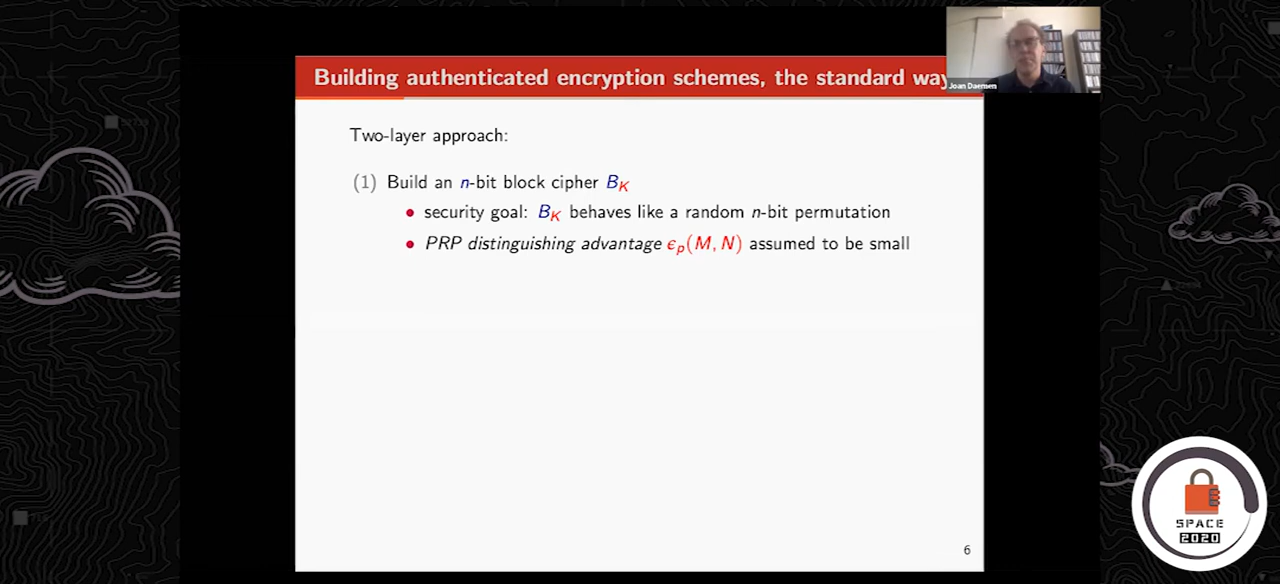 Building authenticated encryption schemes, the standard way
Joan Daemen
Two-layer approach:
(1) Build an n-bit block cipher B_K
• security goal: B_K behaves like a random n-bit permutation
• PRP distinguishing advantage ϵ_p(M, N) assumed to be small
6
SPACE
2020